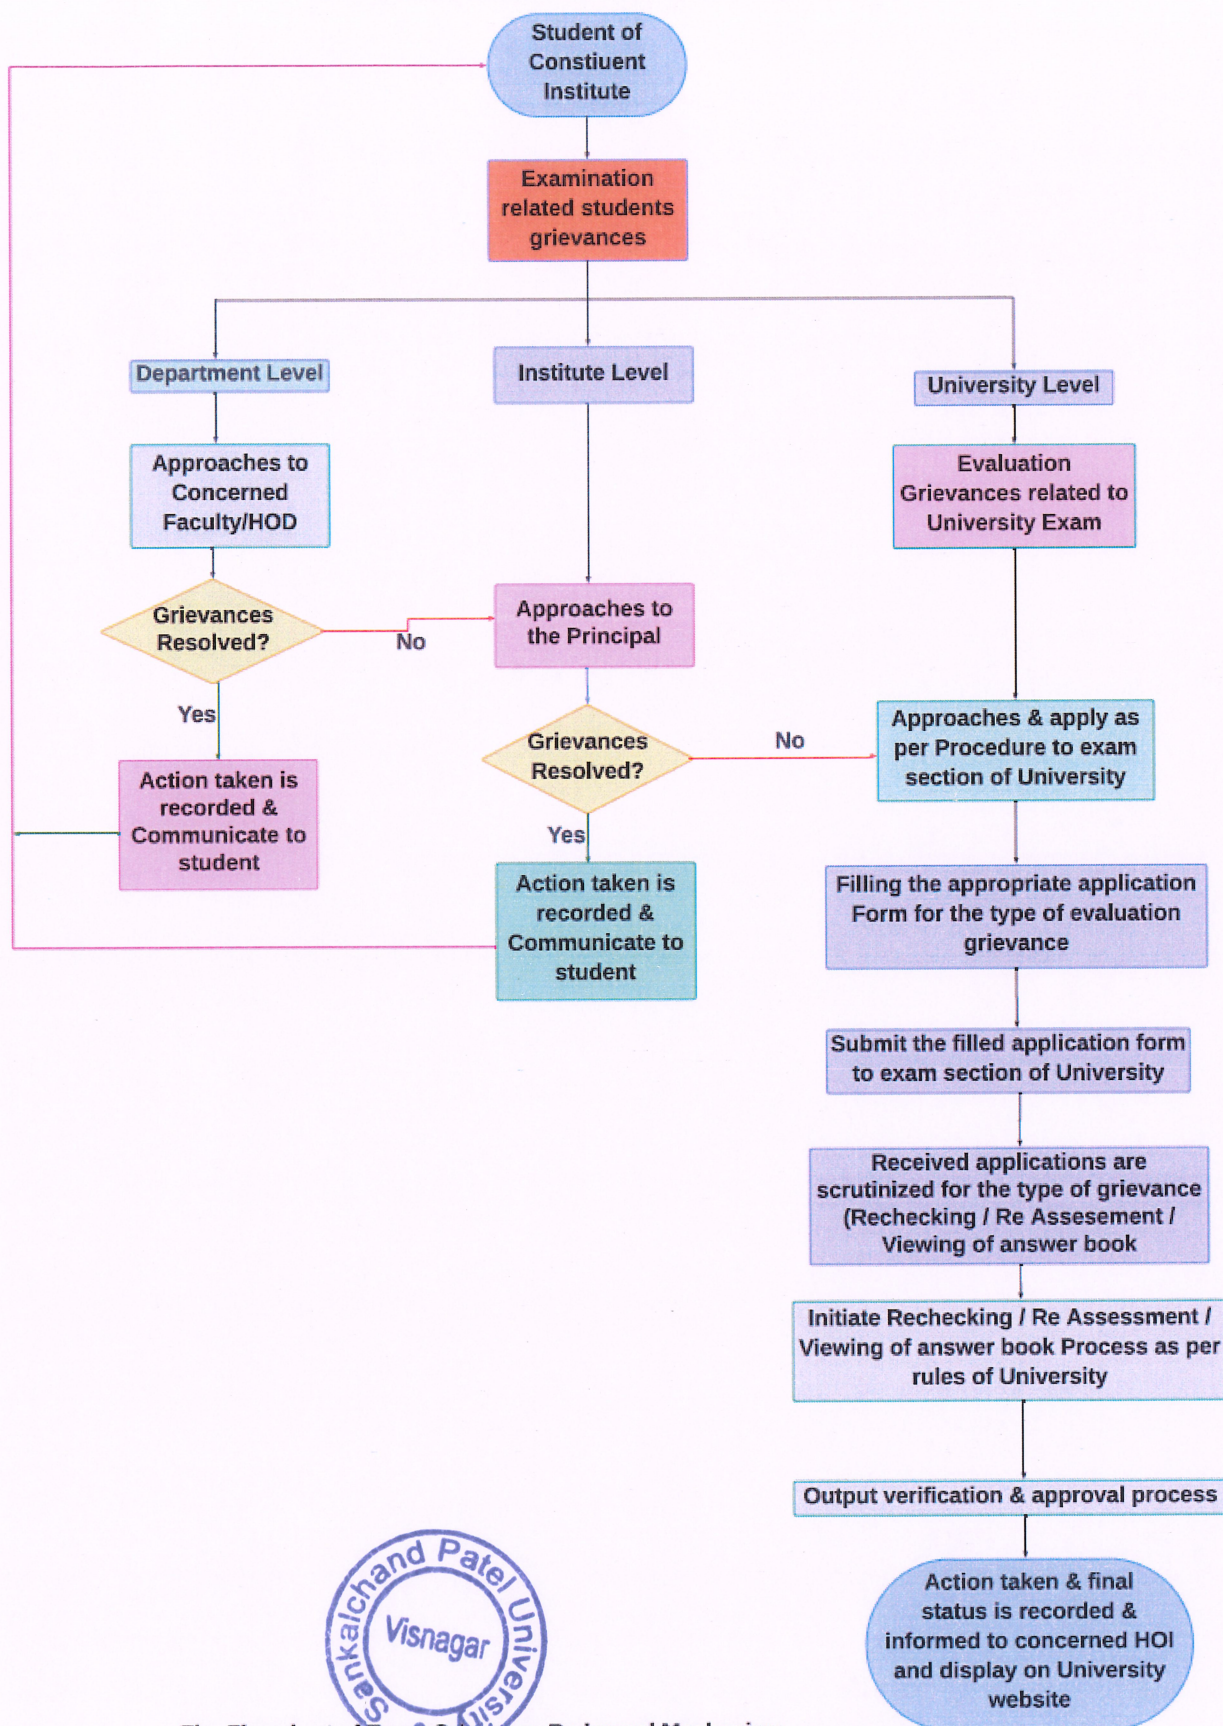 Student of
Constiuent
Institute
Examination
related students
grievances
Department Level
Institute Level
University Level
Approaches to
Concerned
Faculty/HOD
Evaluation
Grievances related to
University Exam
Grievances
Resolved?
No
Yes
Approaches to
the Principal
Grievances
Resolved?
No
Yes
Approaches & apply as
per Procedure to exam
section of University
Action taken is
recorded &
Communicate to
student
Action taken is
recorded &
Communicate to
student
Filling the appropriate application
Form for the type of evaluation
grievance
Submit the filled application form
to exam section of University
Received applications are
scrutinized for the type of grievance
(Rechecking / Re Assesement /
Viewing of answer book
Initiate Rechecking / Re Assessment /
Viewing of answer book Process as per
rules of University
Output verification & approval process
Action taken & final
status is recorded &
informed to concerned HOI
and display on University
website
Sankalchand Patel University
Visnagar